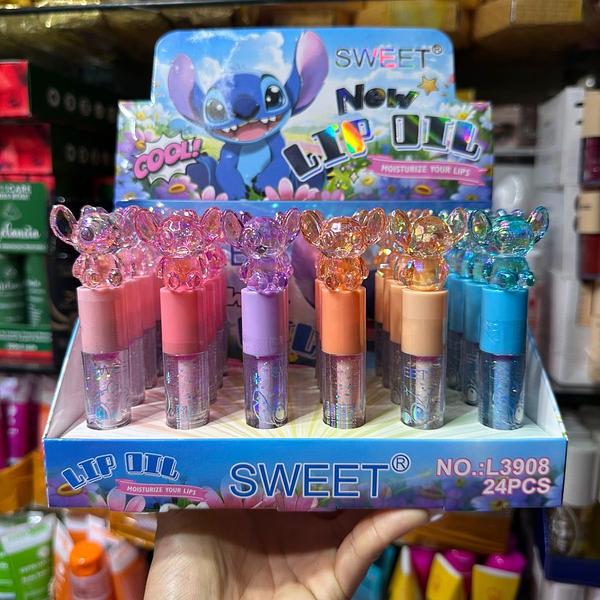 SWEET®
New
LIP OIL
COOL!
MOISTURIZE YOUR LIPS
LIP OIL
MOISTURIZE YOUR LIPS
SWEET®
NO.:L3908
24PCS